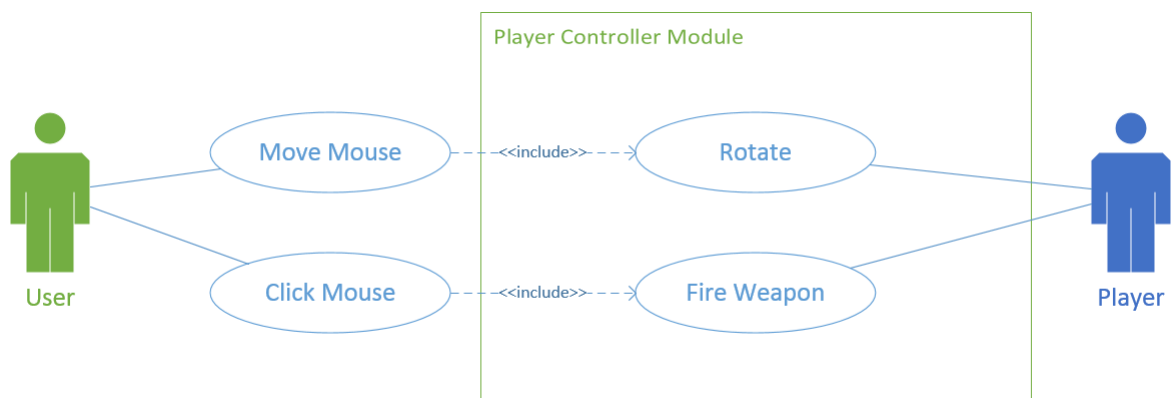 Player Controller Module
Move Mouse
<<include>>
Rotate
User
Click Mouse
<<include>>
Fire Weapon
Player